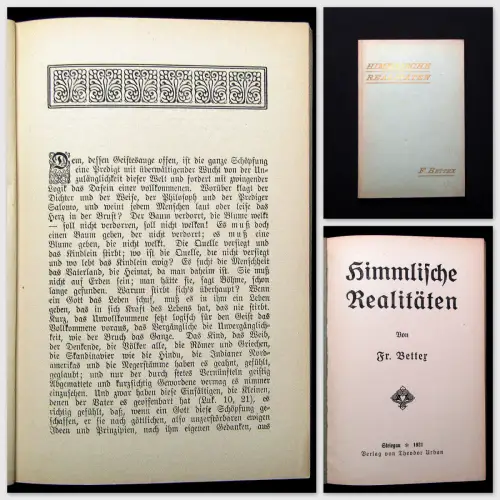 Dem, dessen Geistesauge offen, ist die ganze Schöpfung
eine Predigt mit überwältigender Wucht von der Un-
zulänglichkeit dieser Welt und fordert mit zwingender
Logik das Dasein einer vollkommenen. Worüber klagt der
Dichter und der Weise, der Philosoph und der Prediger
Salomo, und weint jedem Menschen laut oder leise das
Herz in der Brust? Der Baum verdorrt, die Blume welkt
— soll nicht verdorren, soll nicht welken! Es muß doch
einen Baum geben, der nicht verdorrt; es muß eine
Blume geben, die nicht welkt. Die Quelle versiegt und
das Kindlein stirbt; wo ist die Quelle, die nicht versiegt
und wo lebt das Kindlein ewig? Es sucht die Menschheit
das Vaterland, die Heimat, da man daheim ist. Sie muß
nicht auf Erden sein; man hätte sie, sagt Böhme, schon
lange gefunden. Warum stirbt sich's überhaupt? Wenn
ein Gott das Leben schuf, muß es in ihm ein Leben
geben, das in sich Kraft des Lebens hat, das nie stirbt.
Kurz, das Unvollkommene setzt logisch für den Geist das
Vollkommene voraus, das Vergängliche die Unvergänglich-
keit, wie der Bruch das Ganze. Das Kind, das Weib,
der Denkende, die Völker alle, die Römer und Griechen,
die Skandinavier wie die Hindu, die Indianer Nord-
amerikas und die Negerstämme haben es geahnt, gefühlt,
geglaubt; und nur der durch stetes Vernünfteln geistig
Abgemattete und kurzsichtig Gewordene vermag es nimmer
einzusehen. Und zwar haben diese Einfältigen, die Kleinen,
denen der Vater es geoffenbart hat (Luk. 10, 21), es
richtig gefühlt, daß, wenn ein Gott diese Schöpfung ge-
schaffen, er sie nach göttlichen, also unzerstörbaren ewigen
Ideen und Prinzipien, nach ihm eigenen Gedanken, aus
HIMMLISCHE
REALITÄTEN
F. BETTEX
Himmlische
Realitäten
Von
Fr. Bettex
Striegau * 1921
Verlag von Theodor Urban